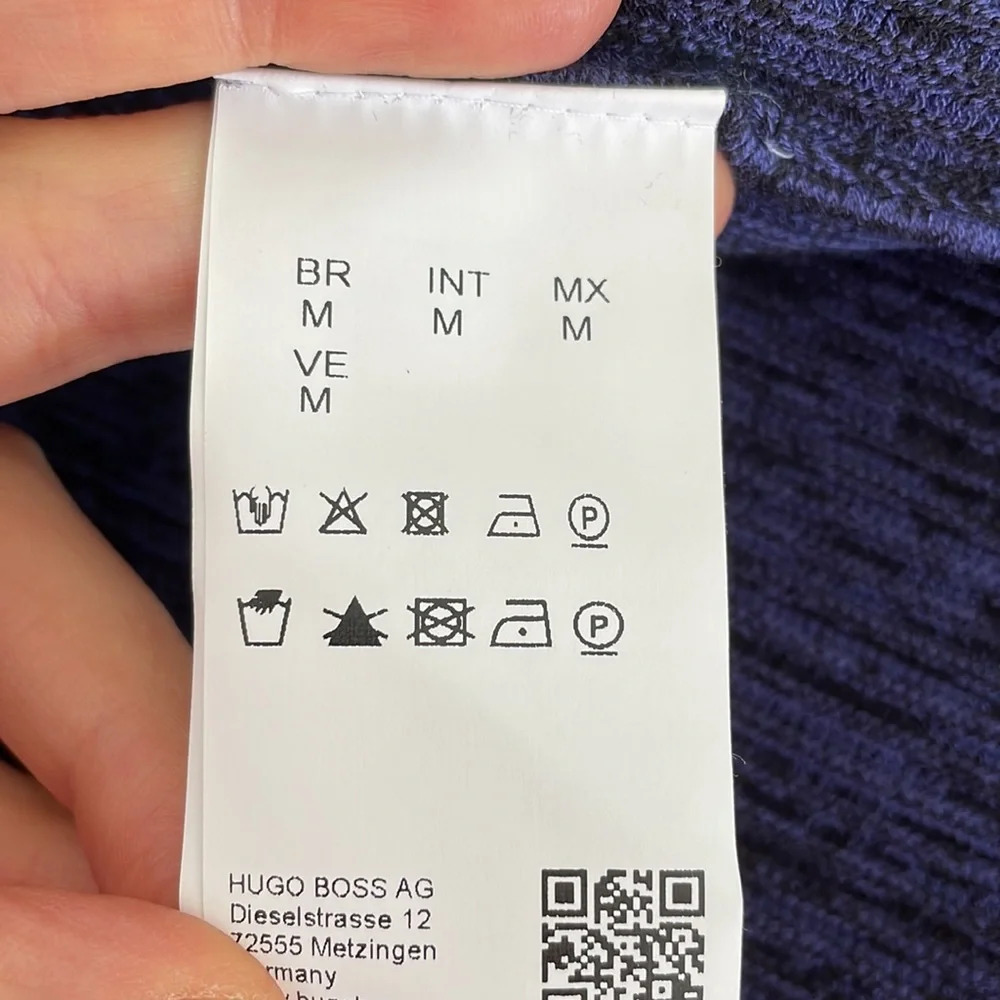 BR INT MX
M M M
VE
M
P
P
HUGO BOSS AG
Dieselstrasse 12
72555 Metzingen